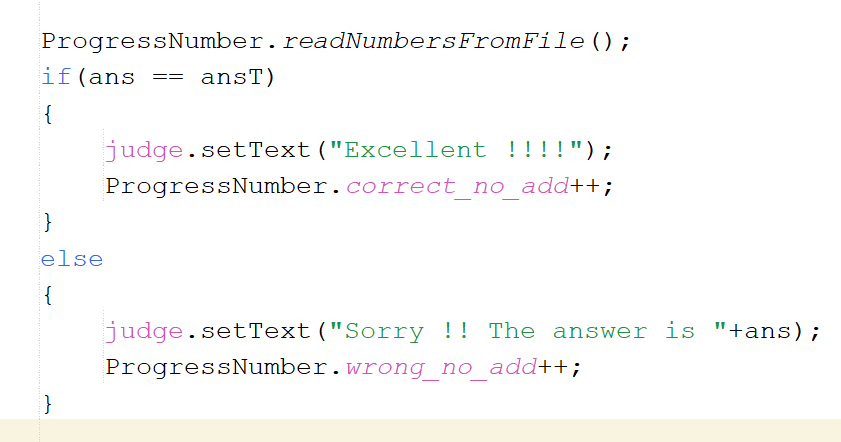 ProgressNumber.readNumbersFromFile();
if(ans == ansT)
{
judge.setText("Excellent !!!!");
ProgressNumber.correct_no_add++;
}
else
{
judge.setText("Sorry !! The answer is "+ans);
ProgressNumber.wrong_no_add++;
}